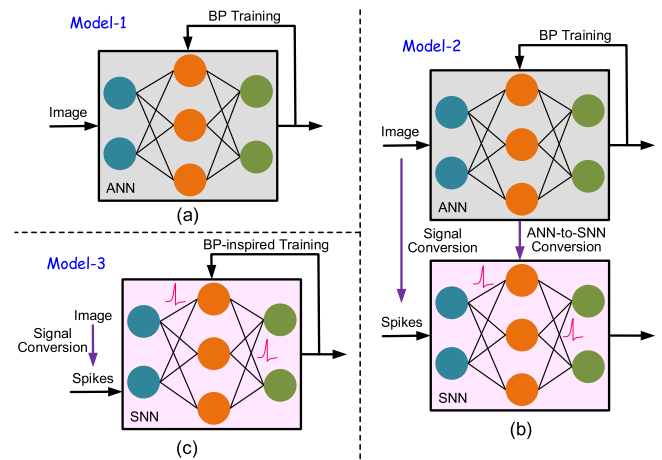 Model-1
BP Training
Image
ANN
(a)
Model-2
BP Training
Image
ANN
Signal
Conversion
ANN-to-SNN
Conversion
Spikes
SNN
(b)
Model-3
BP-inspired Training
Image
Signal
Conversion
Spikes
SNN
(c)